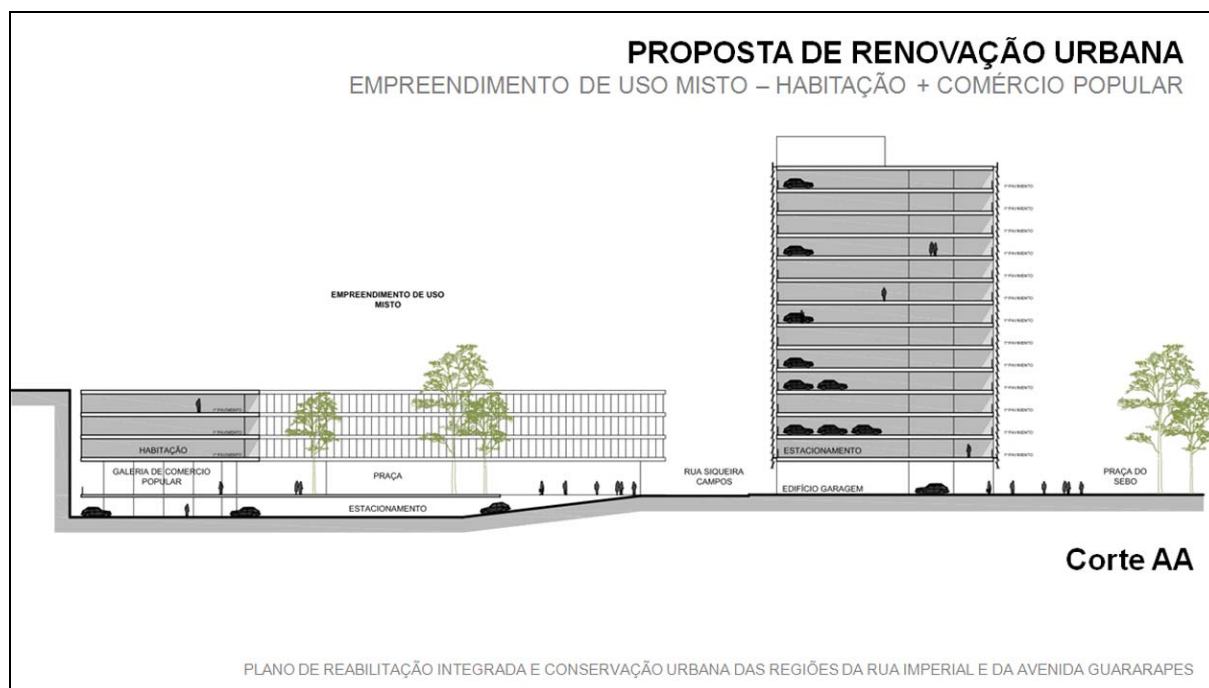 PROPOSTA DE RENOVAÇÃO URBANA
EMPREENDIMENTO DE USO MISTO – HABITAÇÃO + COMÉRCIO POPULAR
EMPREENDIMENTO DE USO
MISTO
HABITAÇÃO
GALERIA DE COMERCIO
POPULAR
PRAÇA
ESTACIONAMENTO
RUA SIQUEIRA
CAMPOS
ESTACIONAMENTO
EDIFÍCIO GARAGEM
PRAÇA DO
SEBO
Corte AA
PLANO DE REABILITAÇÃO INTEGRADA E CONSERVAÇÃO URBANA DAS REGIÕES DA RUA IMPERIAL E DA AVENIDA GUARARAPES